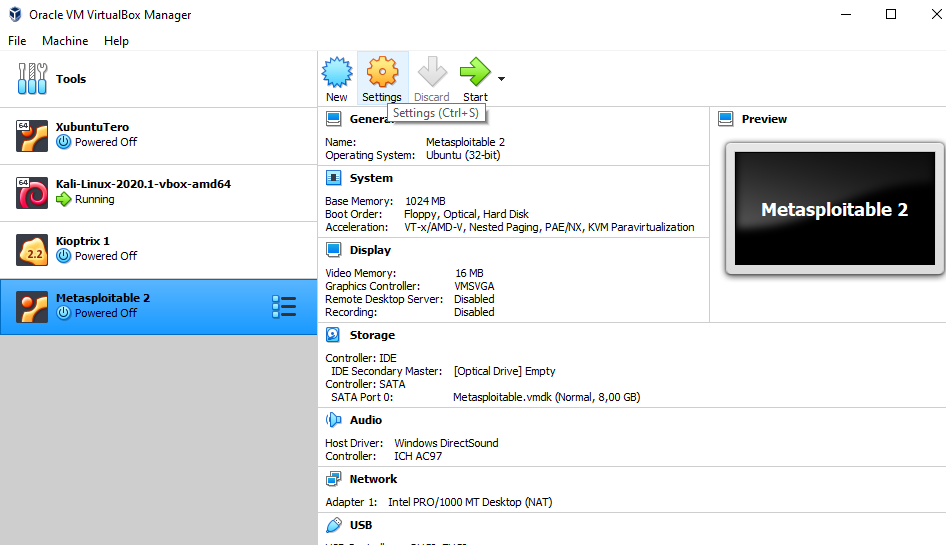 Oracle VM VirtualBox Manager
File Machine Help
Tools
64
XubuntuTero
Powered Off
64
Kali-Linux-2020.1-vbox-amd64
Running
2.2
Kioptrix 1
Powered Off
Metasploitable 2
Powered Off
New Settings Discard Start
Settings (Ctrl+S)
General
Name: Metasploitable 2
Operating System: Ubuntu (32-bit)
System
Base Memory: 1024 MB
Boot Order: Floppy, Optical, Hard Disk
Acceleration: VT-x/AMD-V, Nested Paging, PAE/NX, KVM Paravirtualization
Display
Video Memory: 16 MB
Graphics Controller: VMSVGA
Remote Desktop Server: Disabled
Recording: Disabled
Storage
Controller: IDE
IDE Secondary Master: [Optical Drive] Empty
Controller: SATA
SATA Port 0: Metasploitable.vmdk (Normal, 8,00 GB)
Audio
Host Driver: Windows DirectSound
Controller: ICH AC97
Network
Adapter 1: Intel PRO/1000 MT Desktop (NAT)
USB
Preview
Metasploitable 2